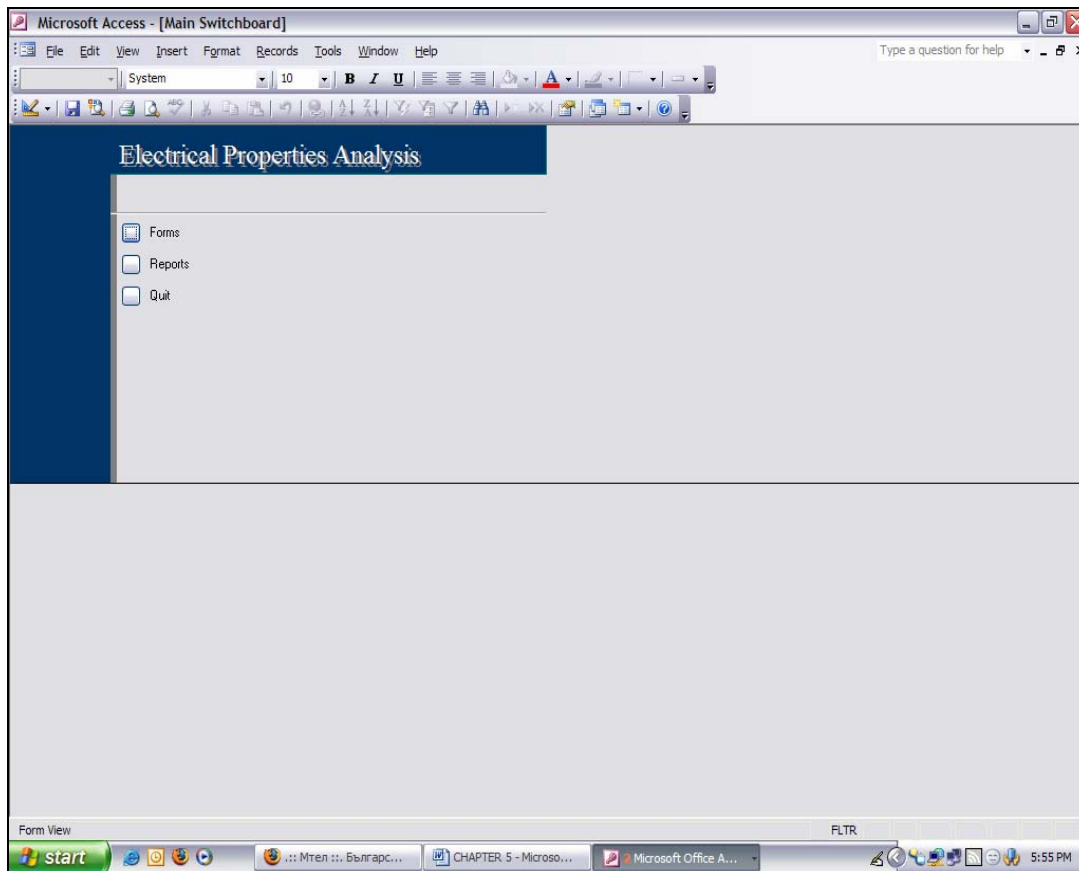 Microsoft Access - [Main Switchboard]
File Edit View Insert Format Records Tools Window Help Type a question for help
System 10 B I U A
Electrical Properties Analysis
Forms
Reports
Quit
Form View FLTR
start .:: Мтел ::. Българс... CHAPTER 5 - Microso... 2 Microsoft Office A... 5:55 PM